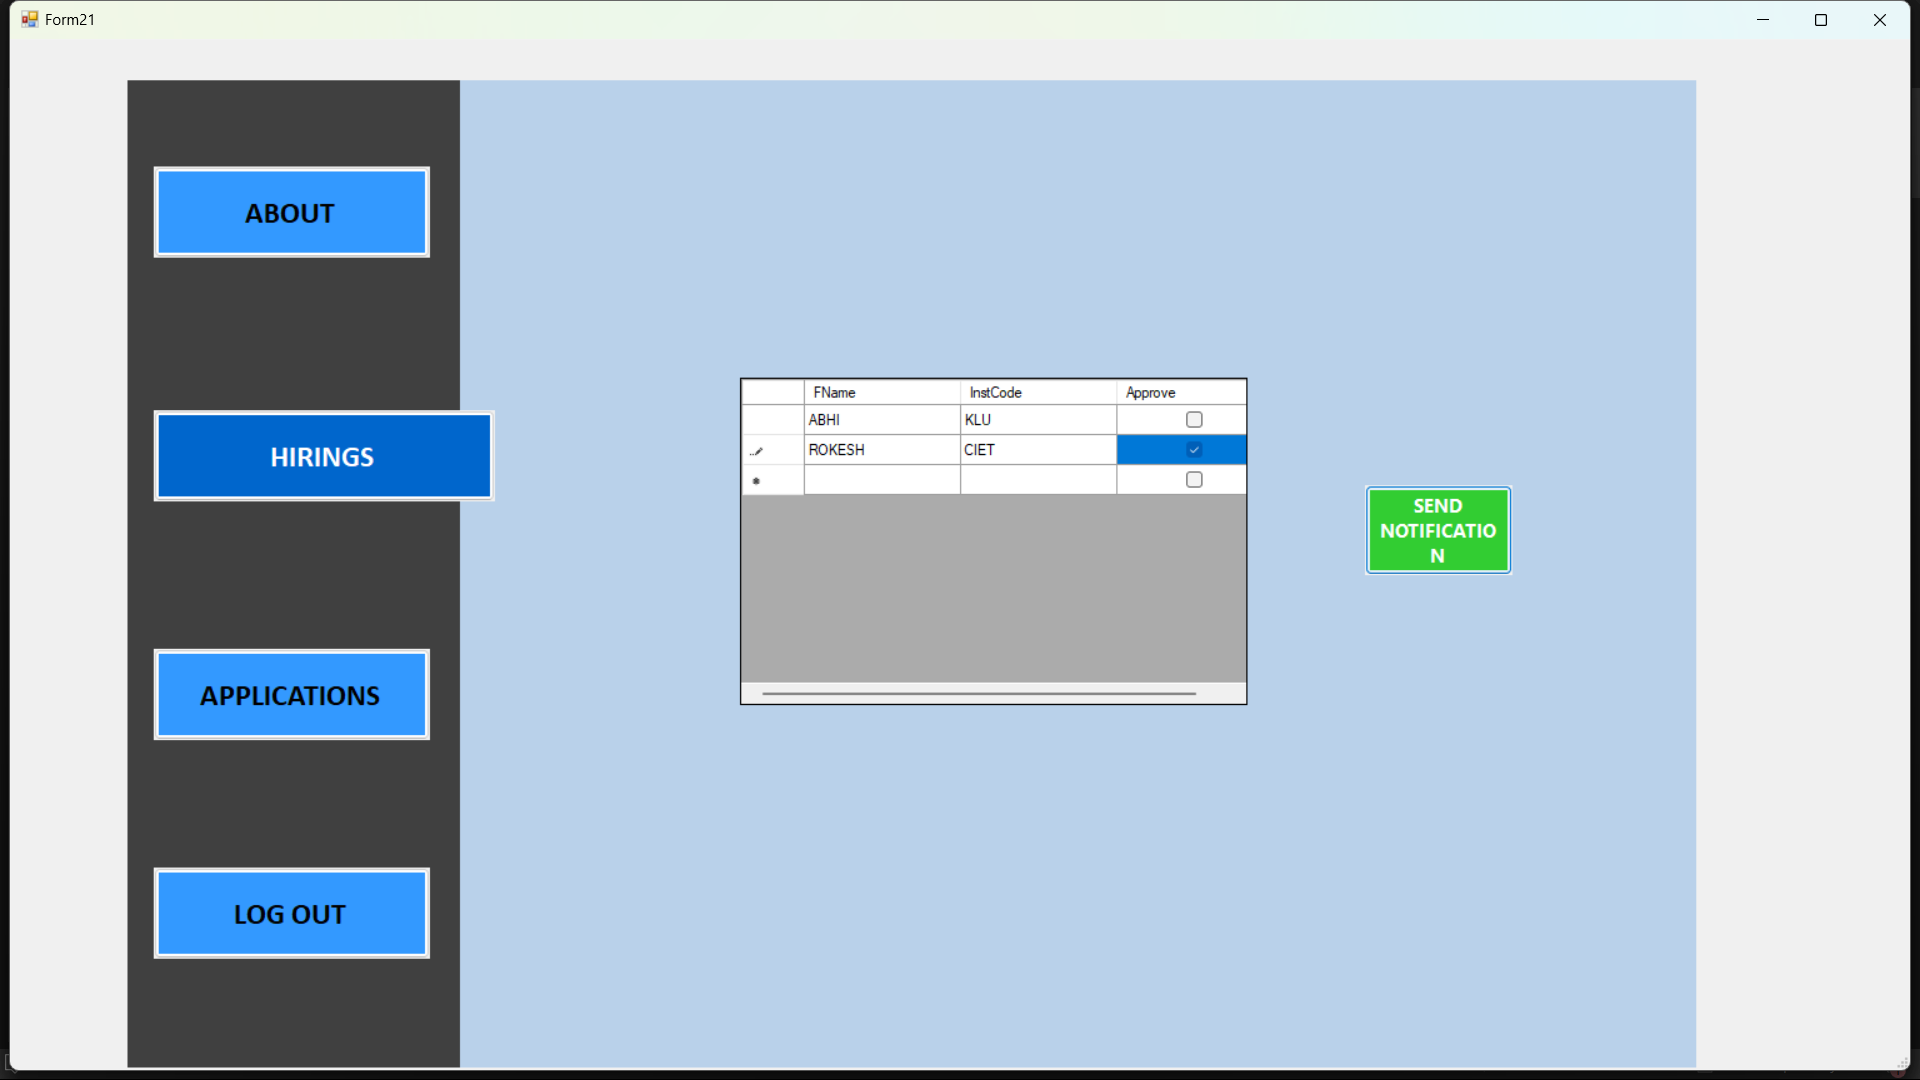 Form21
ABOUT
HIRINGS
APPLICATIONS
LOG OUT
FName InstCode Approve
ABHI KLU
ROKESH CIET
SEND
NOTIFICATIO
N